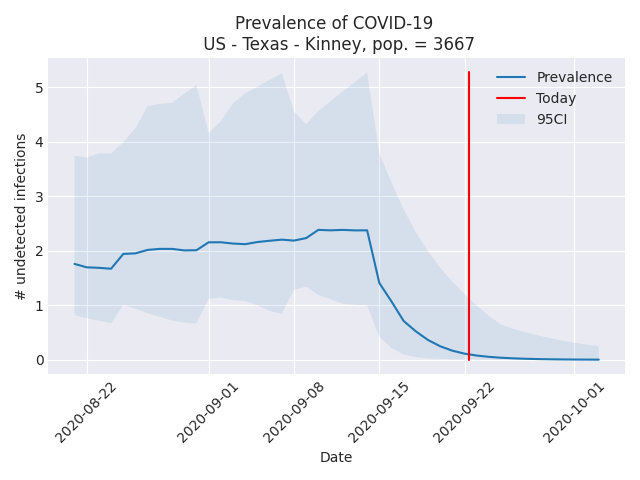 Prevalence of COVID-19
US - Texas - Kinney, pop. = 3667
Prevalence
Today
95CI
# undetected infections
5
4
3
2
1
0
2020-08-22
2020-09-01
2020-09-08
2020-09-15
2020-09-22
2020-10-01
Date